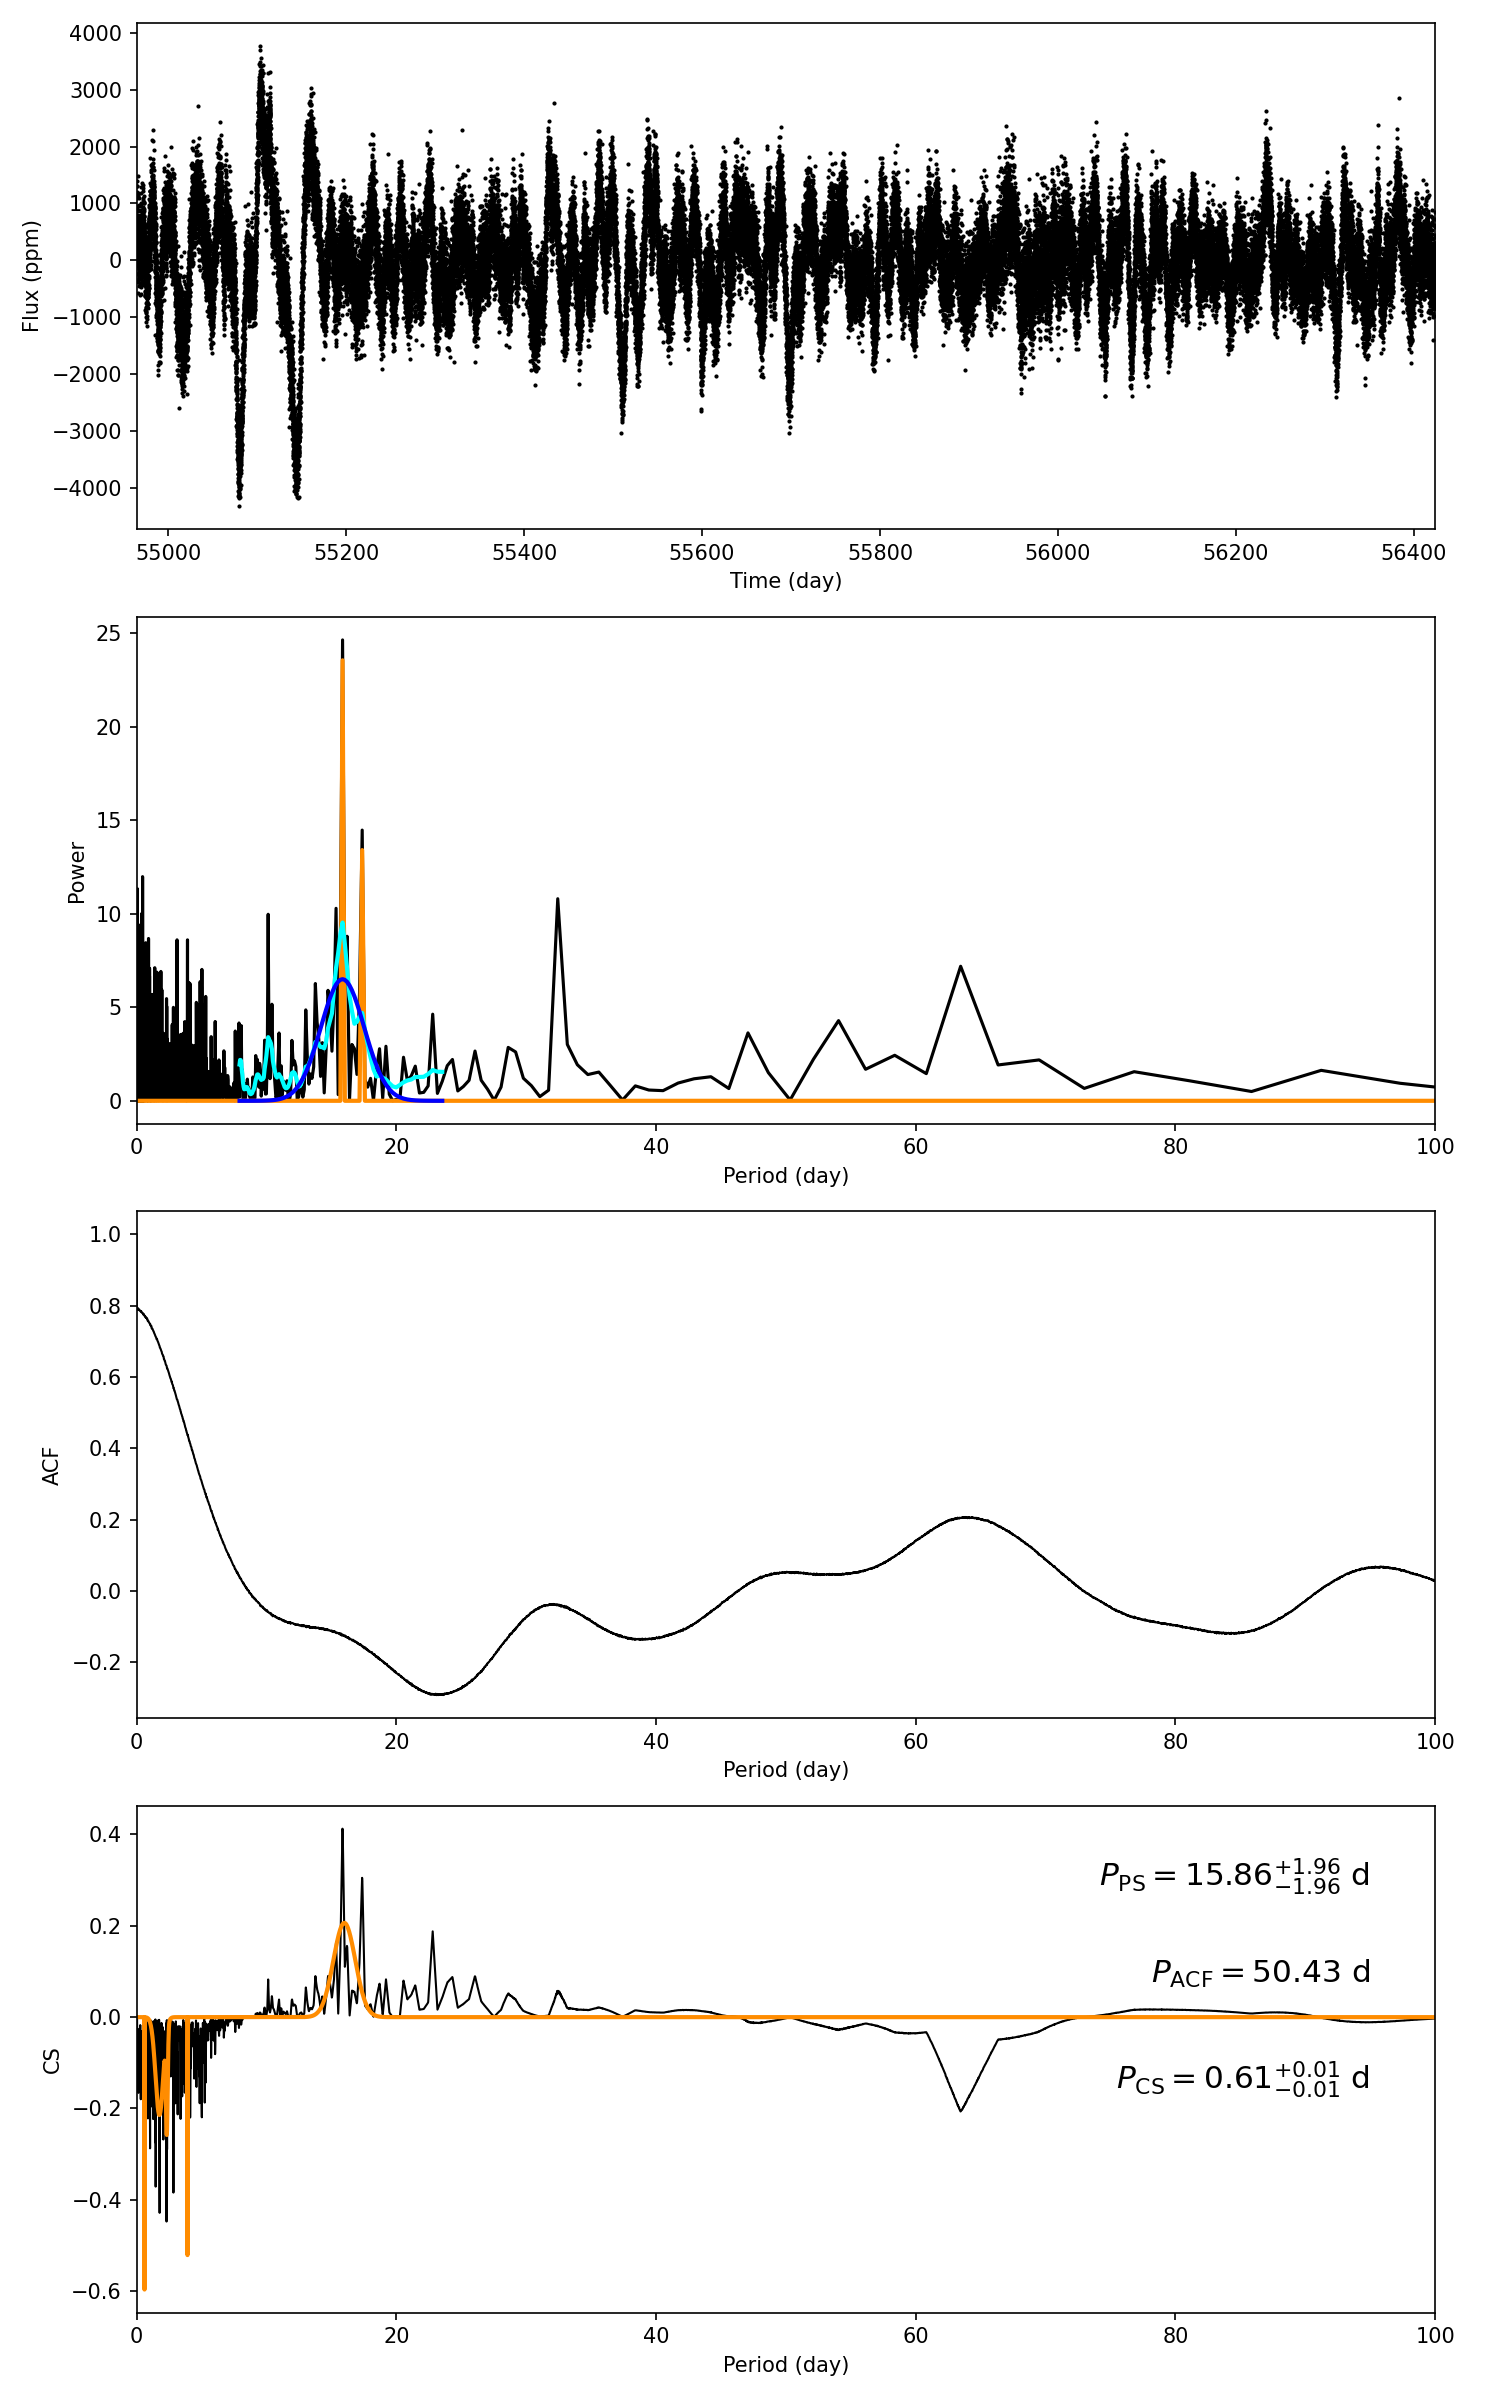 4000
3000
2000
1000
0
−1000
−2000
−3000
−4000
Flux (ppm)
55000 55200 55400 55600 55800 56000 56200 56400
Time (day)
25
20
15
10
5
0
Power
0 20 40 60 80 100
Period (day)
1.0
0.8
0.6
0.4
0.2
0.0
−0.2
ACF
0 20 40 60 80 100
Period (day)
0.4
0.2
0.0
−0.2
−0.4
−0.6
CS
P_PS = 15.86^{+1.96}_{−1.96} d
P_ACF = 50.43 d
P_CS = 0.61^{+0.01}_{−0.01} d
0 20 40 60 80 100
Period (day)